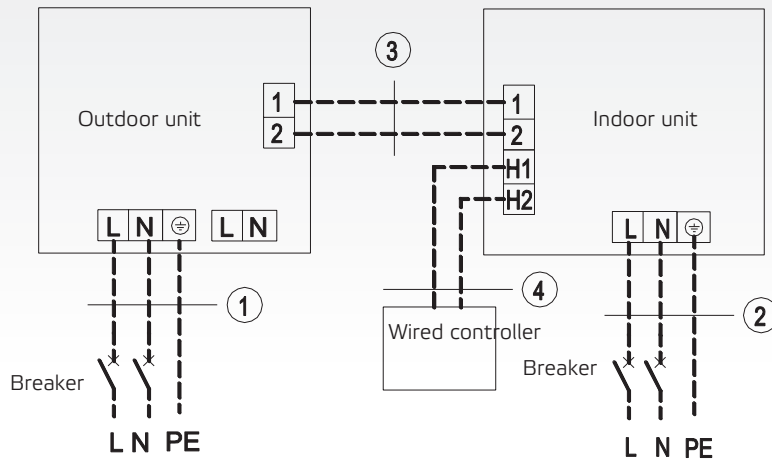 ③
1
1
Outdoor unit
Indoor unit
2
2
H1
H2
L N
L N
L N
①
④
②
Wired controller
Breaker
Breaker
L N PE
L N PE